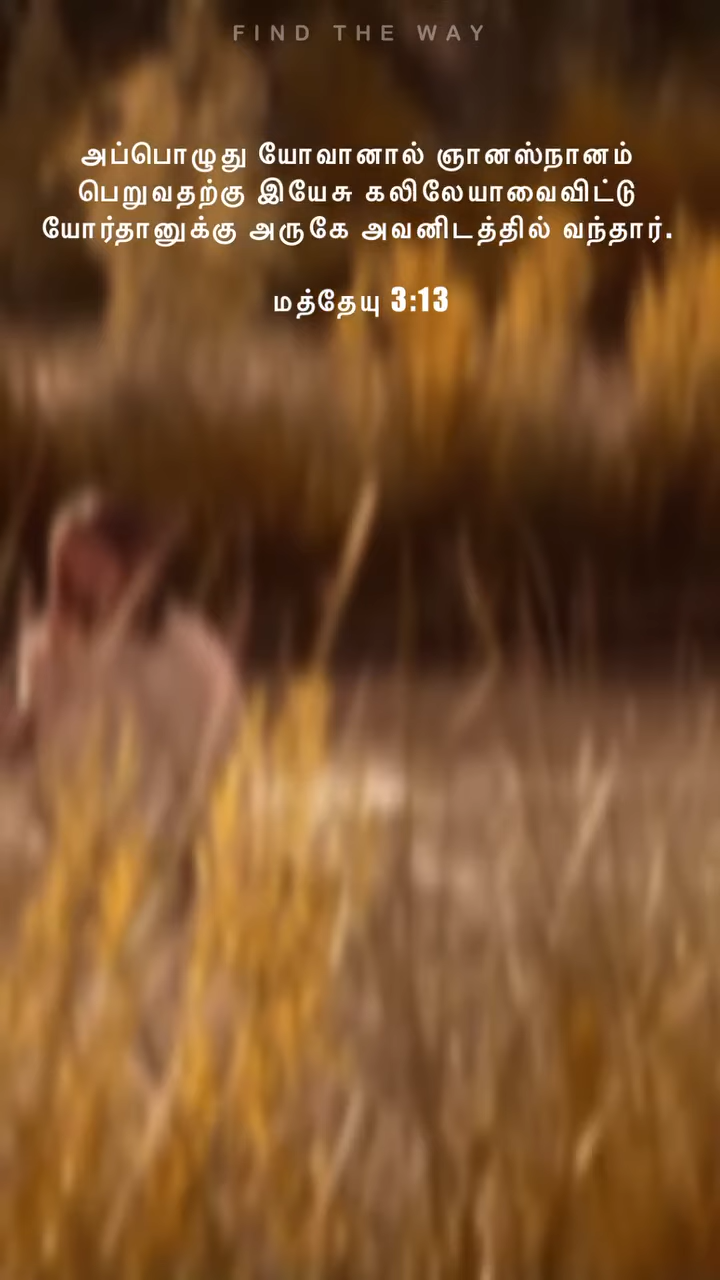 FIND THE WAY
அப்பொழுது யோவானால் ஞானஸ்நானம்
பெறுவதற்கு இயேசு கலிலேயாவைவிட்டு
யோர்தானுக்கு அருகே அவனிடத்தில் வந்தார்.
மத்தேயு 3:13